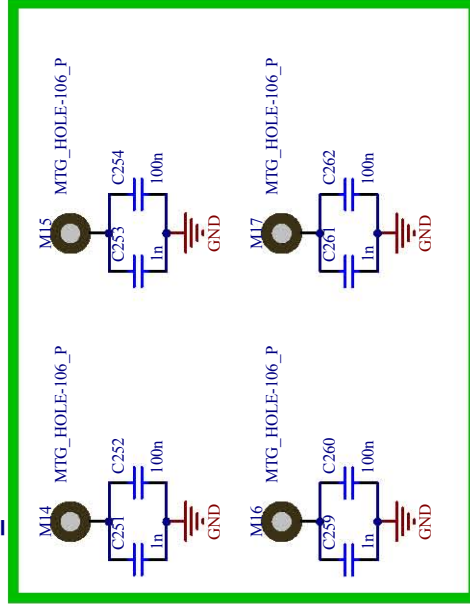 M14
MTG_HOLE-106_P
C251 C252
1n 100n
GND
M15
MTG_HOLE-106_P
C253 C254
1n 100n
GND
M16
MTG_HOLE-106_P
C259 C260
1n 100n
GND
M17
MTG_HOLE-106_P
C261 C262
1n 100n
GND